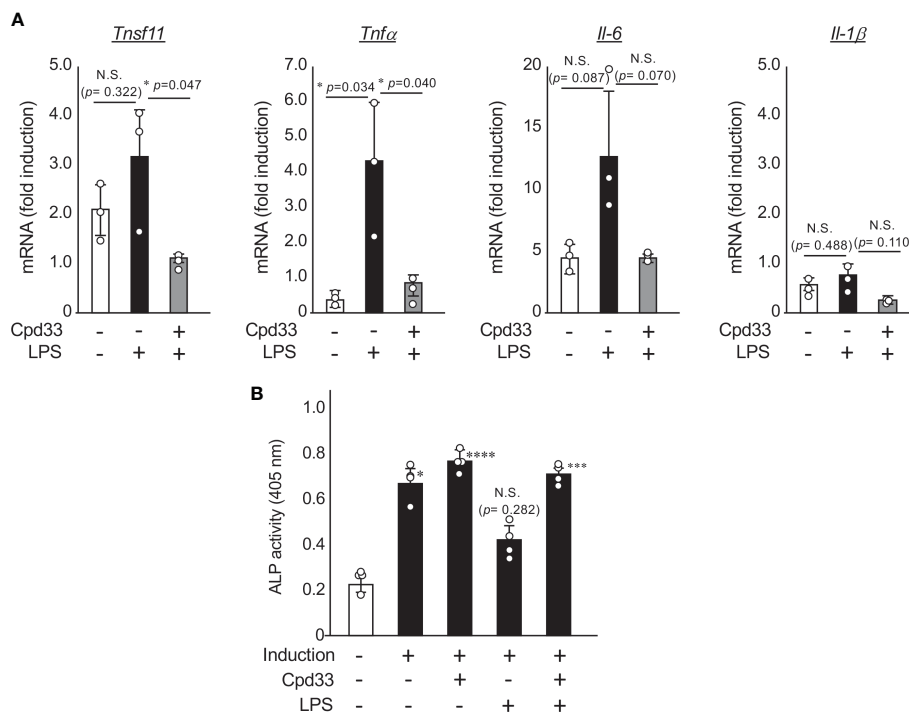 A
Tnsf11
Tnfα
Il-6
Il-1β
mRNA (fold induction)
5.0
4.0
3.0
2.0
1.0
0
N.S.
(p= 0.322)
* p=0.047
Cpd33 - - +
LPS - + +
mRNA (fold induction)
7.0
6.0
5.0
4.0
3.0
2.0
1.0
0
* p=0.034
* p=0.040
- - +
Cpd33
- + +
LPS
mRNA (fold induction)
20
15
10
5
0
N.S.
(p= 0.087)
N.S.
(p= 0.070)
Cpd33 - - +
LPS - + +
mRNA (fold induction)
5.0
4.0
3.0
2.0
1.0
0
N.S.
(p= 0.488)
N.S.
(p= 0.110
Cpd33 - - +
LPS - + +
B
ALP activity (405 nm)
1.0
0.8
0.6
0.4
0.2
0
*
****
N.S.
(p= 0.282)
***
Induction - + + + +
Cpd33 - - + - +
LPS - - - + +